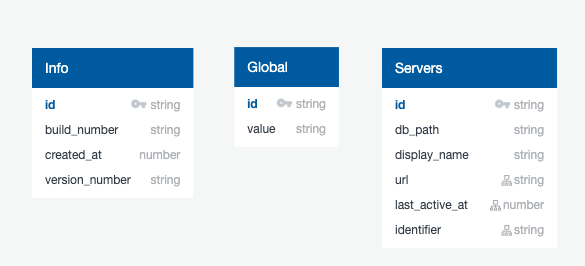 Info
id string
build_number string
created_at number
version_number string
Global
id string
value string
Servers
id string
db_path string
display_name string
url string
last_active_at number
identifier string